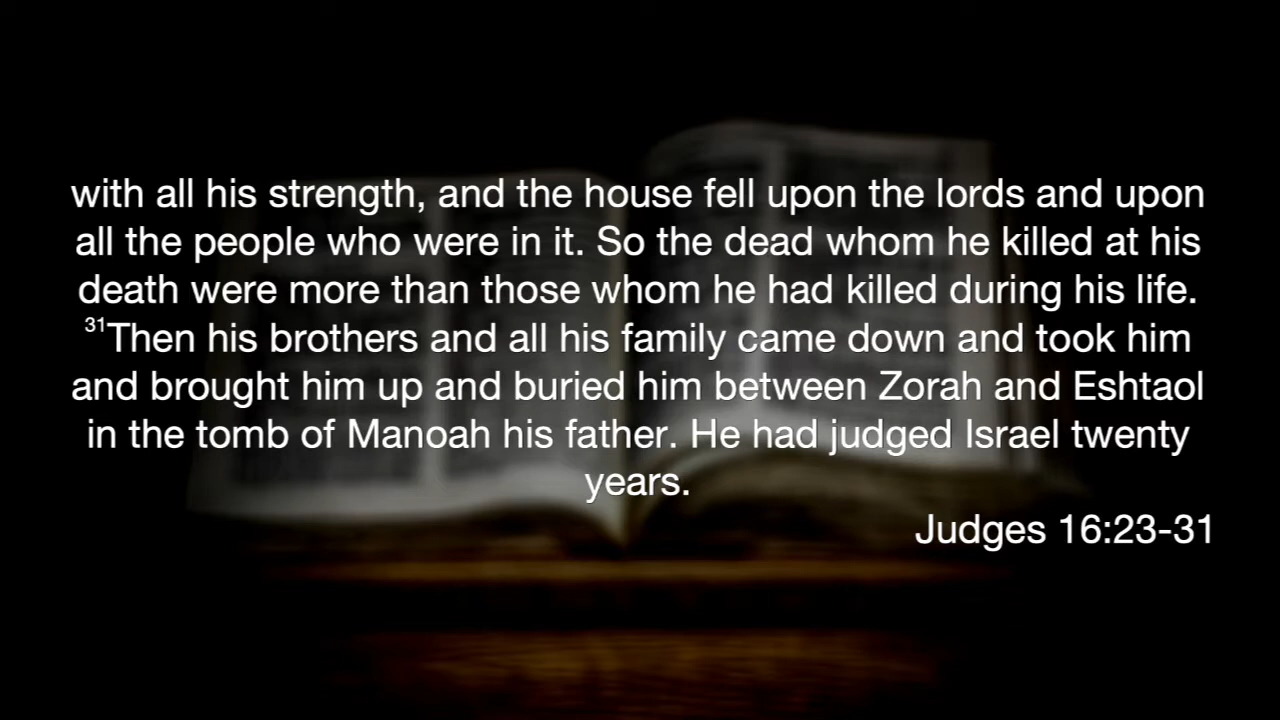 with all his strength, and the house fell upon the lords and upon
all the people who were in it. So the dead whom he killed at his
death were more than those whom he had killed during his life.
³¹Then his brothers and all his family came down and took him
and brought him up and buried him between Zorah and Eshtaol
in the tomb of Manoah his father. He had judged Israel twenty
years.
Judges 16:23-31